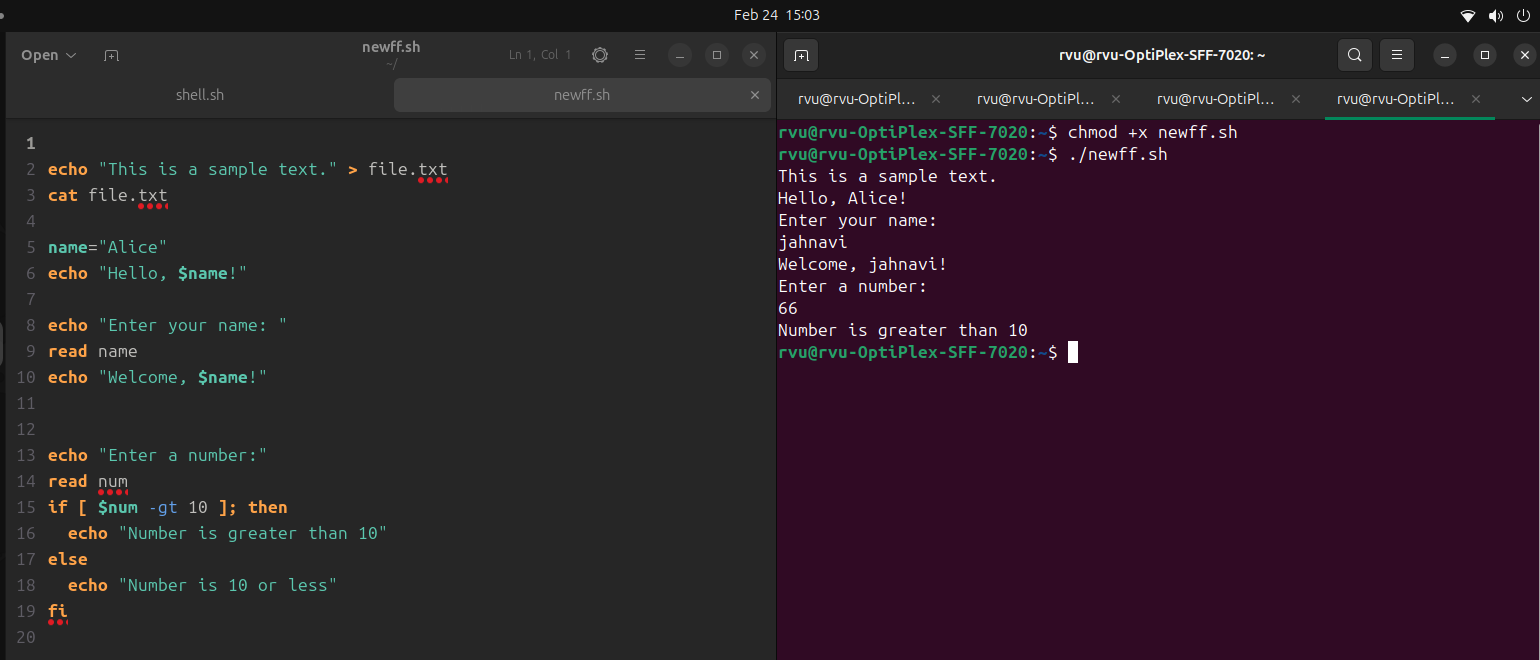 Feb 24 15:03
Open
newff.sh
~/
Ln 1, Col 1
shell.sh
newff.sh
1
2 echo "This is a sample text." > file.txt
3 cat file.txt
4
5 name="Alice"
6 echo "Hello, $name!"
7
8 echo "Enter your name: "
9 read name
10 echo "Welcome, $name!"
11
12
13 echo "Enter a number:"
14 read num
15 if [ $num -gt 10 ]; then
16   echo "Number is greater than 10"
17 else
18   echo "Number is 10 or less"
19 fi
20
rvu@rvu-OptiPlex-SFF-7020: ~
rvu@rvu-OptiPl...
rvu@rvu-OptiPl...
rvu@rvu-OptiPl...
rvu@rvu-OptiPl...
rvu@rvu-OptiPlex-SFF-7020:~$ chmod +x newff.sh
rvu@rvu-OptiPlex-SFF-7020:~$ ./newff.sh
This is a sample text.
Hello, Alice!
Enter your name:
jahnavi
Welcome, jahnavi!
Enter a number:
66
Number is greater than 10
rvu@rvu-OptiPlex-SFF-7020:~$